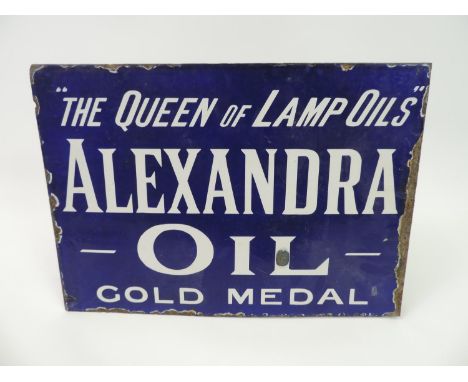 "THE QUEEN OF LAMP OILS"
ALEXANDRA
– OIL –
GOLD MEDAL